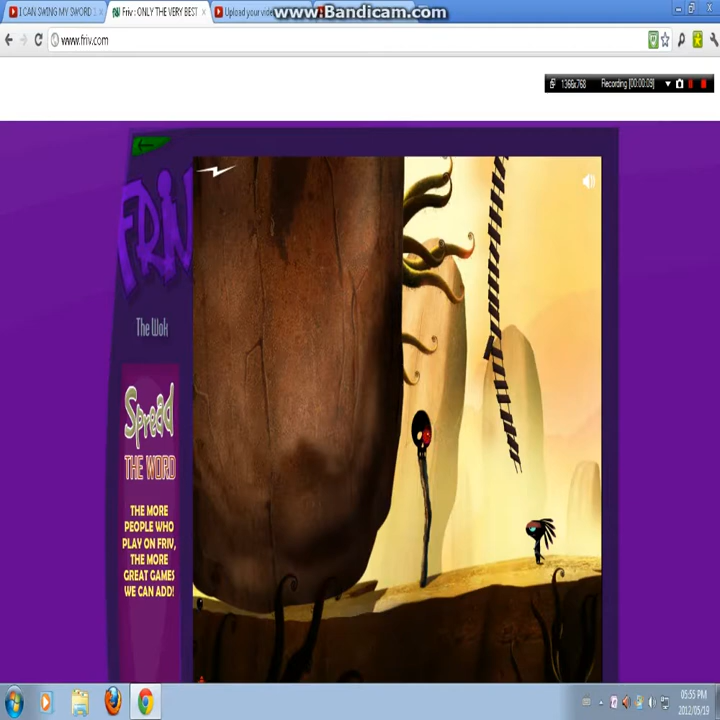 www.Bandicam.com
I CAN SWING MY SWORD
Friv : ONLY THE VERY BEST
Upload your vide
www.friv.com
1366x768 Recording [00:00:09]
FRIV
The Wok
Spread
THE WORD
THE MORE
PEOPLE WHO
PLAY ON FRIV,
THE MORE
GREAT GAMES
WE CAN ADD!
05:55 PM
2012/05/19